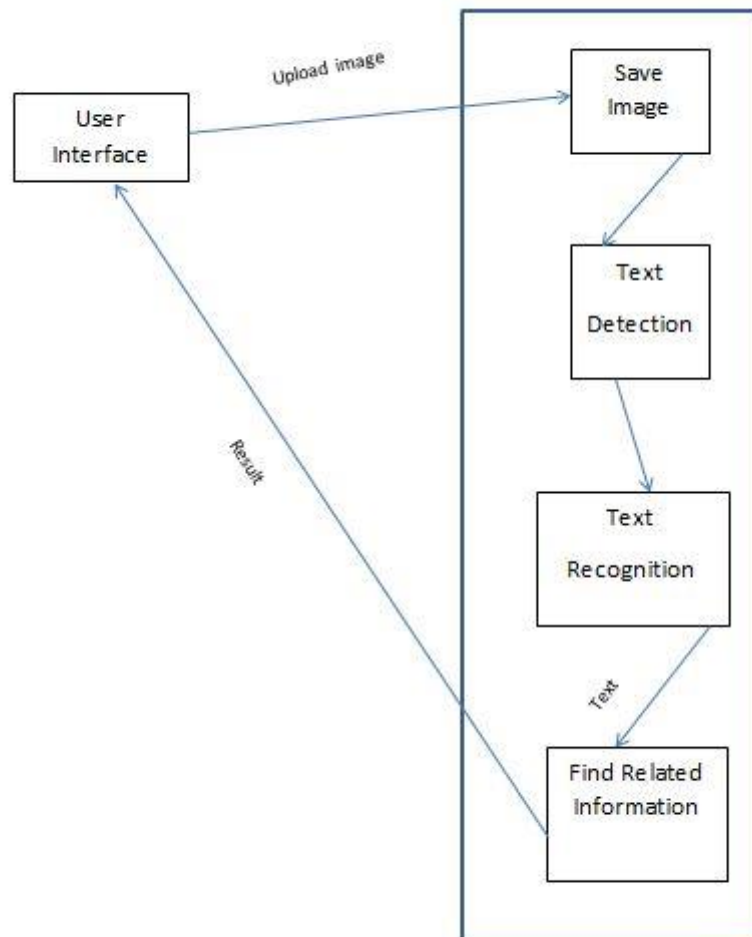 Upload image
User
Interface
Save
Image
Text
Detection
Text
Recognition
Result
Text
Find Related
Information